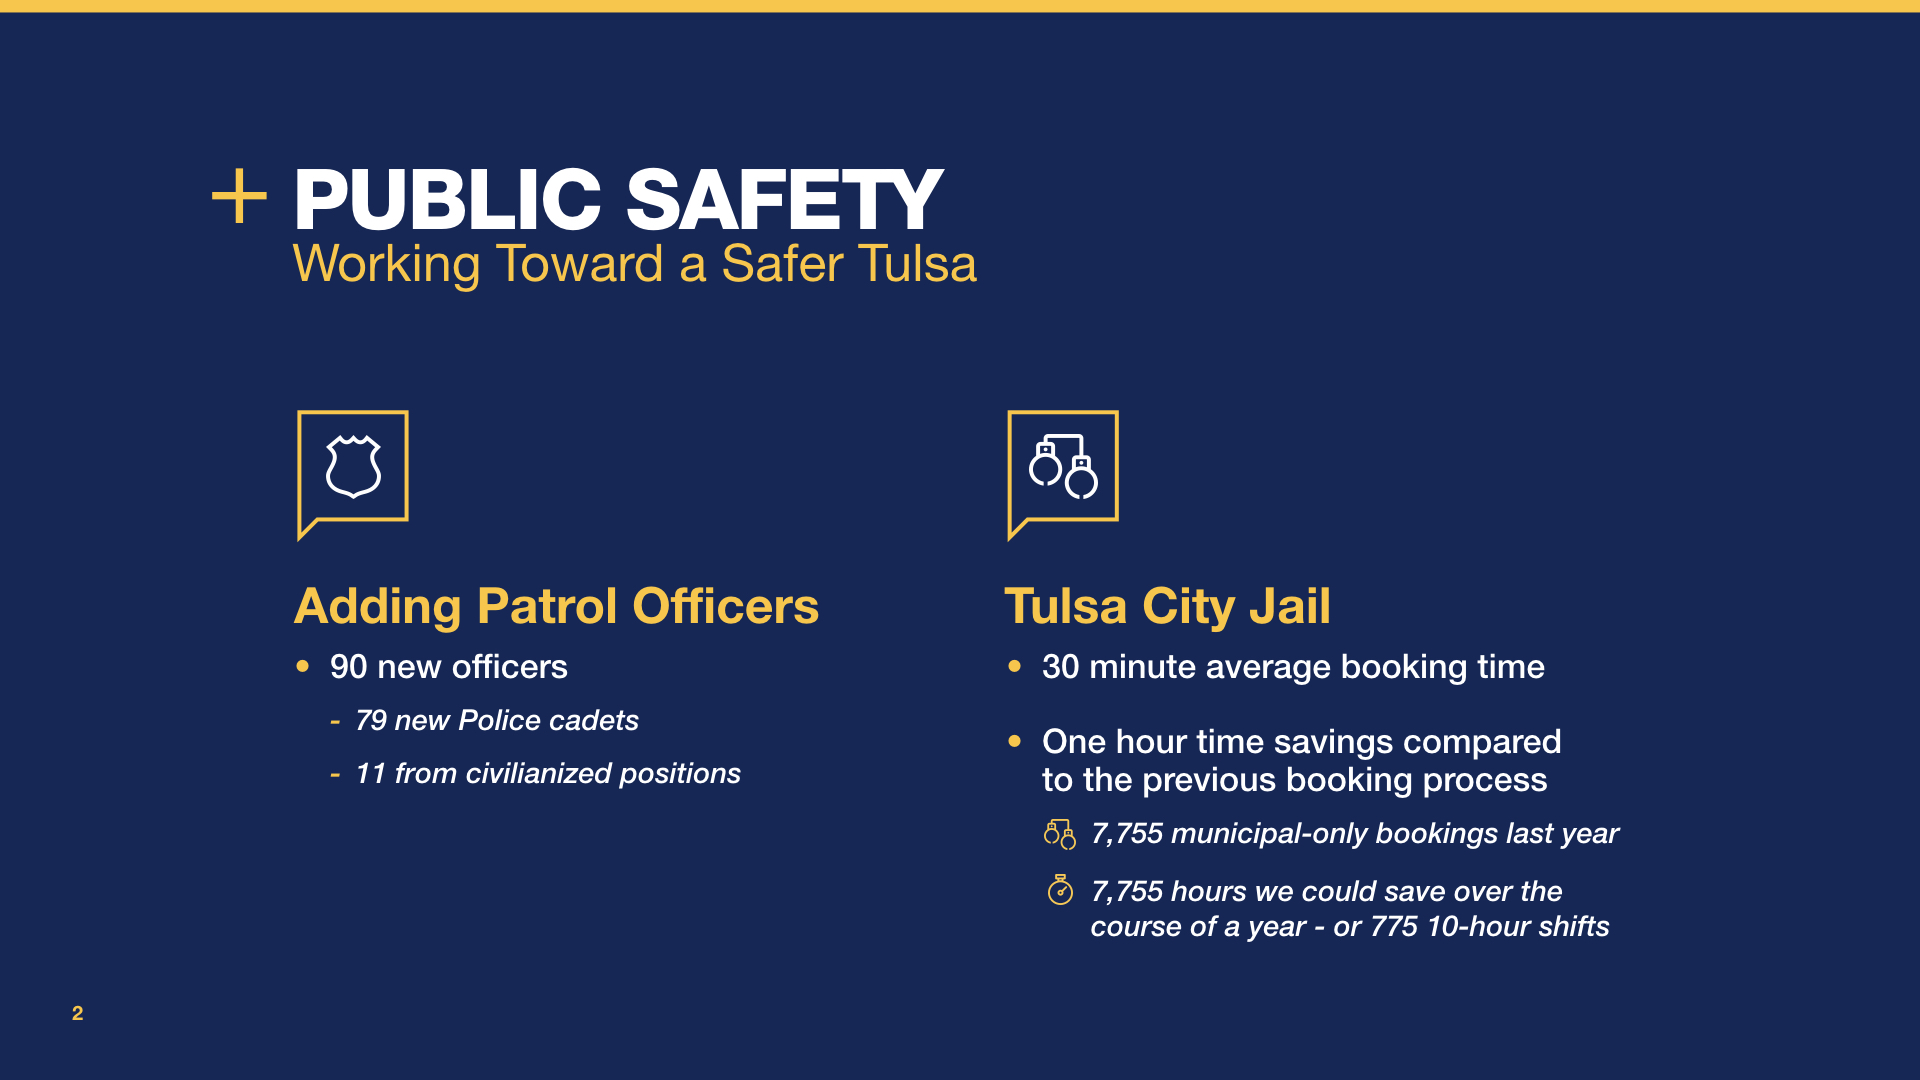 PUBLIC SAFETY
Working Toward a Safer Tulsa
Adding Patrol Officers
• 90 new officers
- 79 new Police cadets
- 11 from civilianized positions
Tulsa City Jail
• 30 minute average booking time
• One hour time savings compared
to the previous booking process
7,755 municipal-only bookings last year
7,755 hours we could save over the
course of a year - or 775 10-hour shifts
2